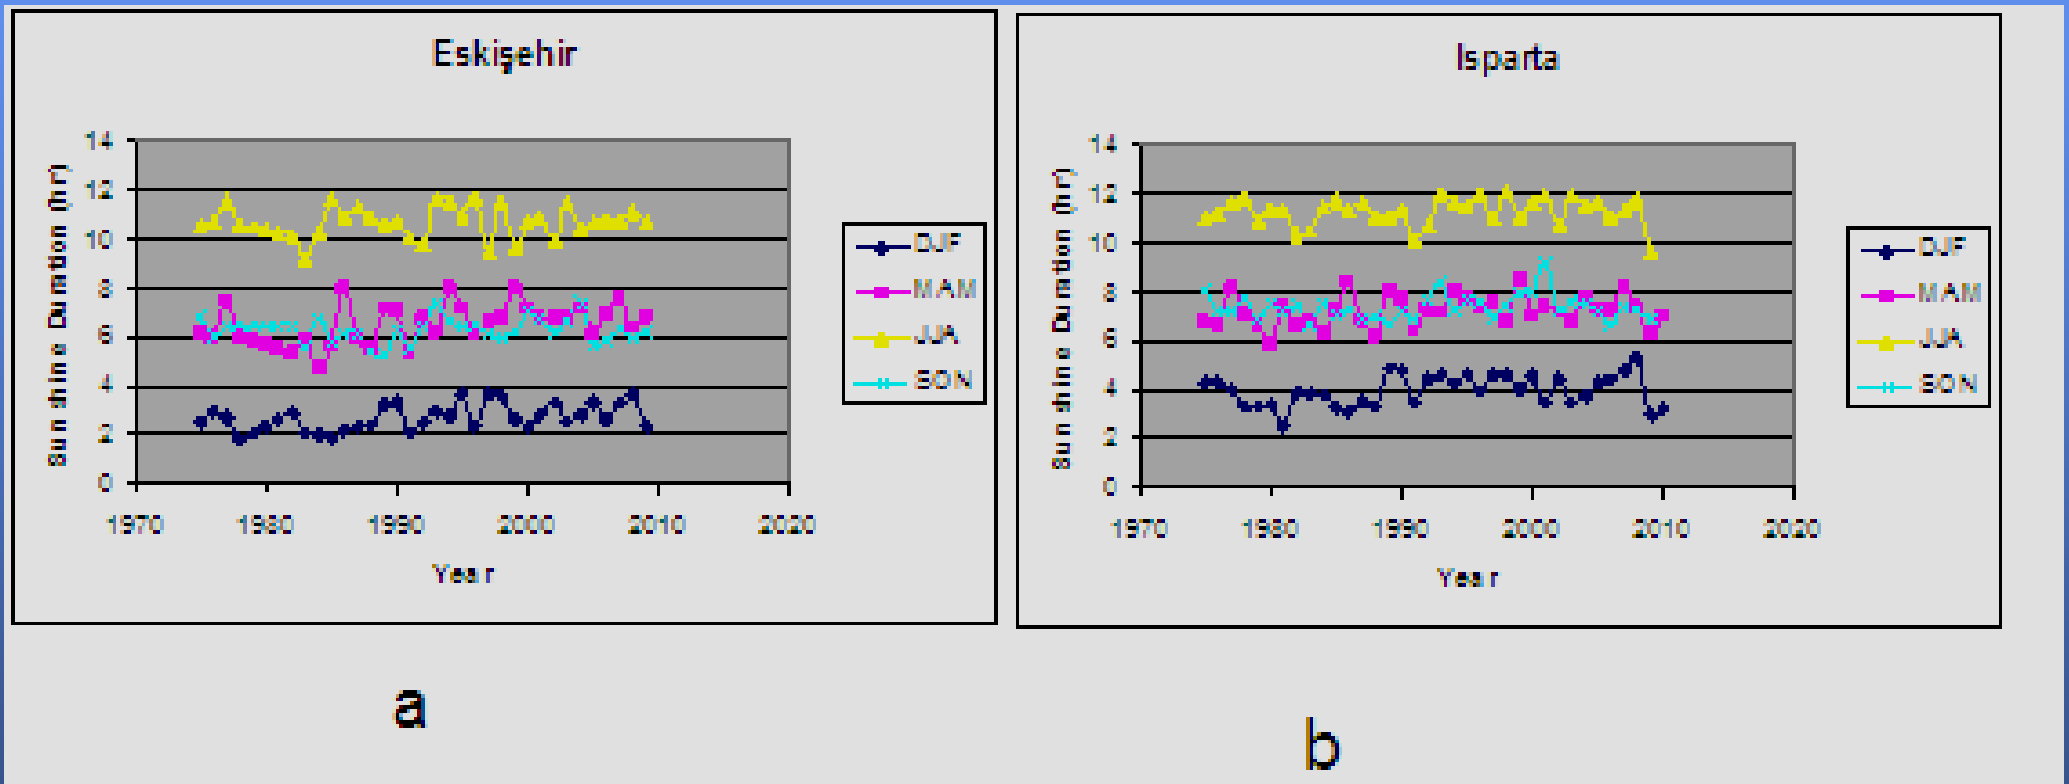 Eskişehir
14
12
10
8
6
4
2
0
Sunshine Duration (hr)
1970 1980 1990 2000 2010 2020
Year
DJF
MAM
JJA
SON
a
Isparta
14
12
10
8
6
4
2
0
Sunshine Duration (hr)
1970 1980 1990 2000 2010 2020
Year
DJF
MAM
JJA
SON
b